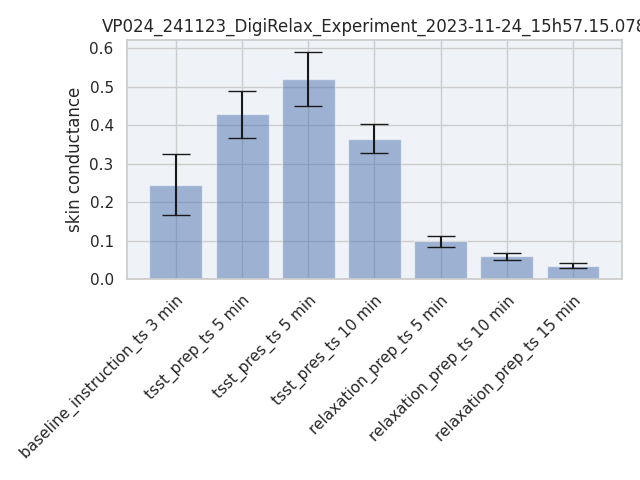 VP024_241123_DigiRelax_Experiment_2023-11-24_15h57.15.078
skin conductance
0.6
0.5
0.4
0.3
0.2
0.1
0.0
baseline_instruction_ts 3 min
tsst_prep_ts 5 min
tsst_pres_ts 5 min
tsst_pres_ts 10 min
relaxation_prep_ts 5 min
relaxation_prep_ts 10 min
relaxation_prep_ts 15 min